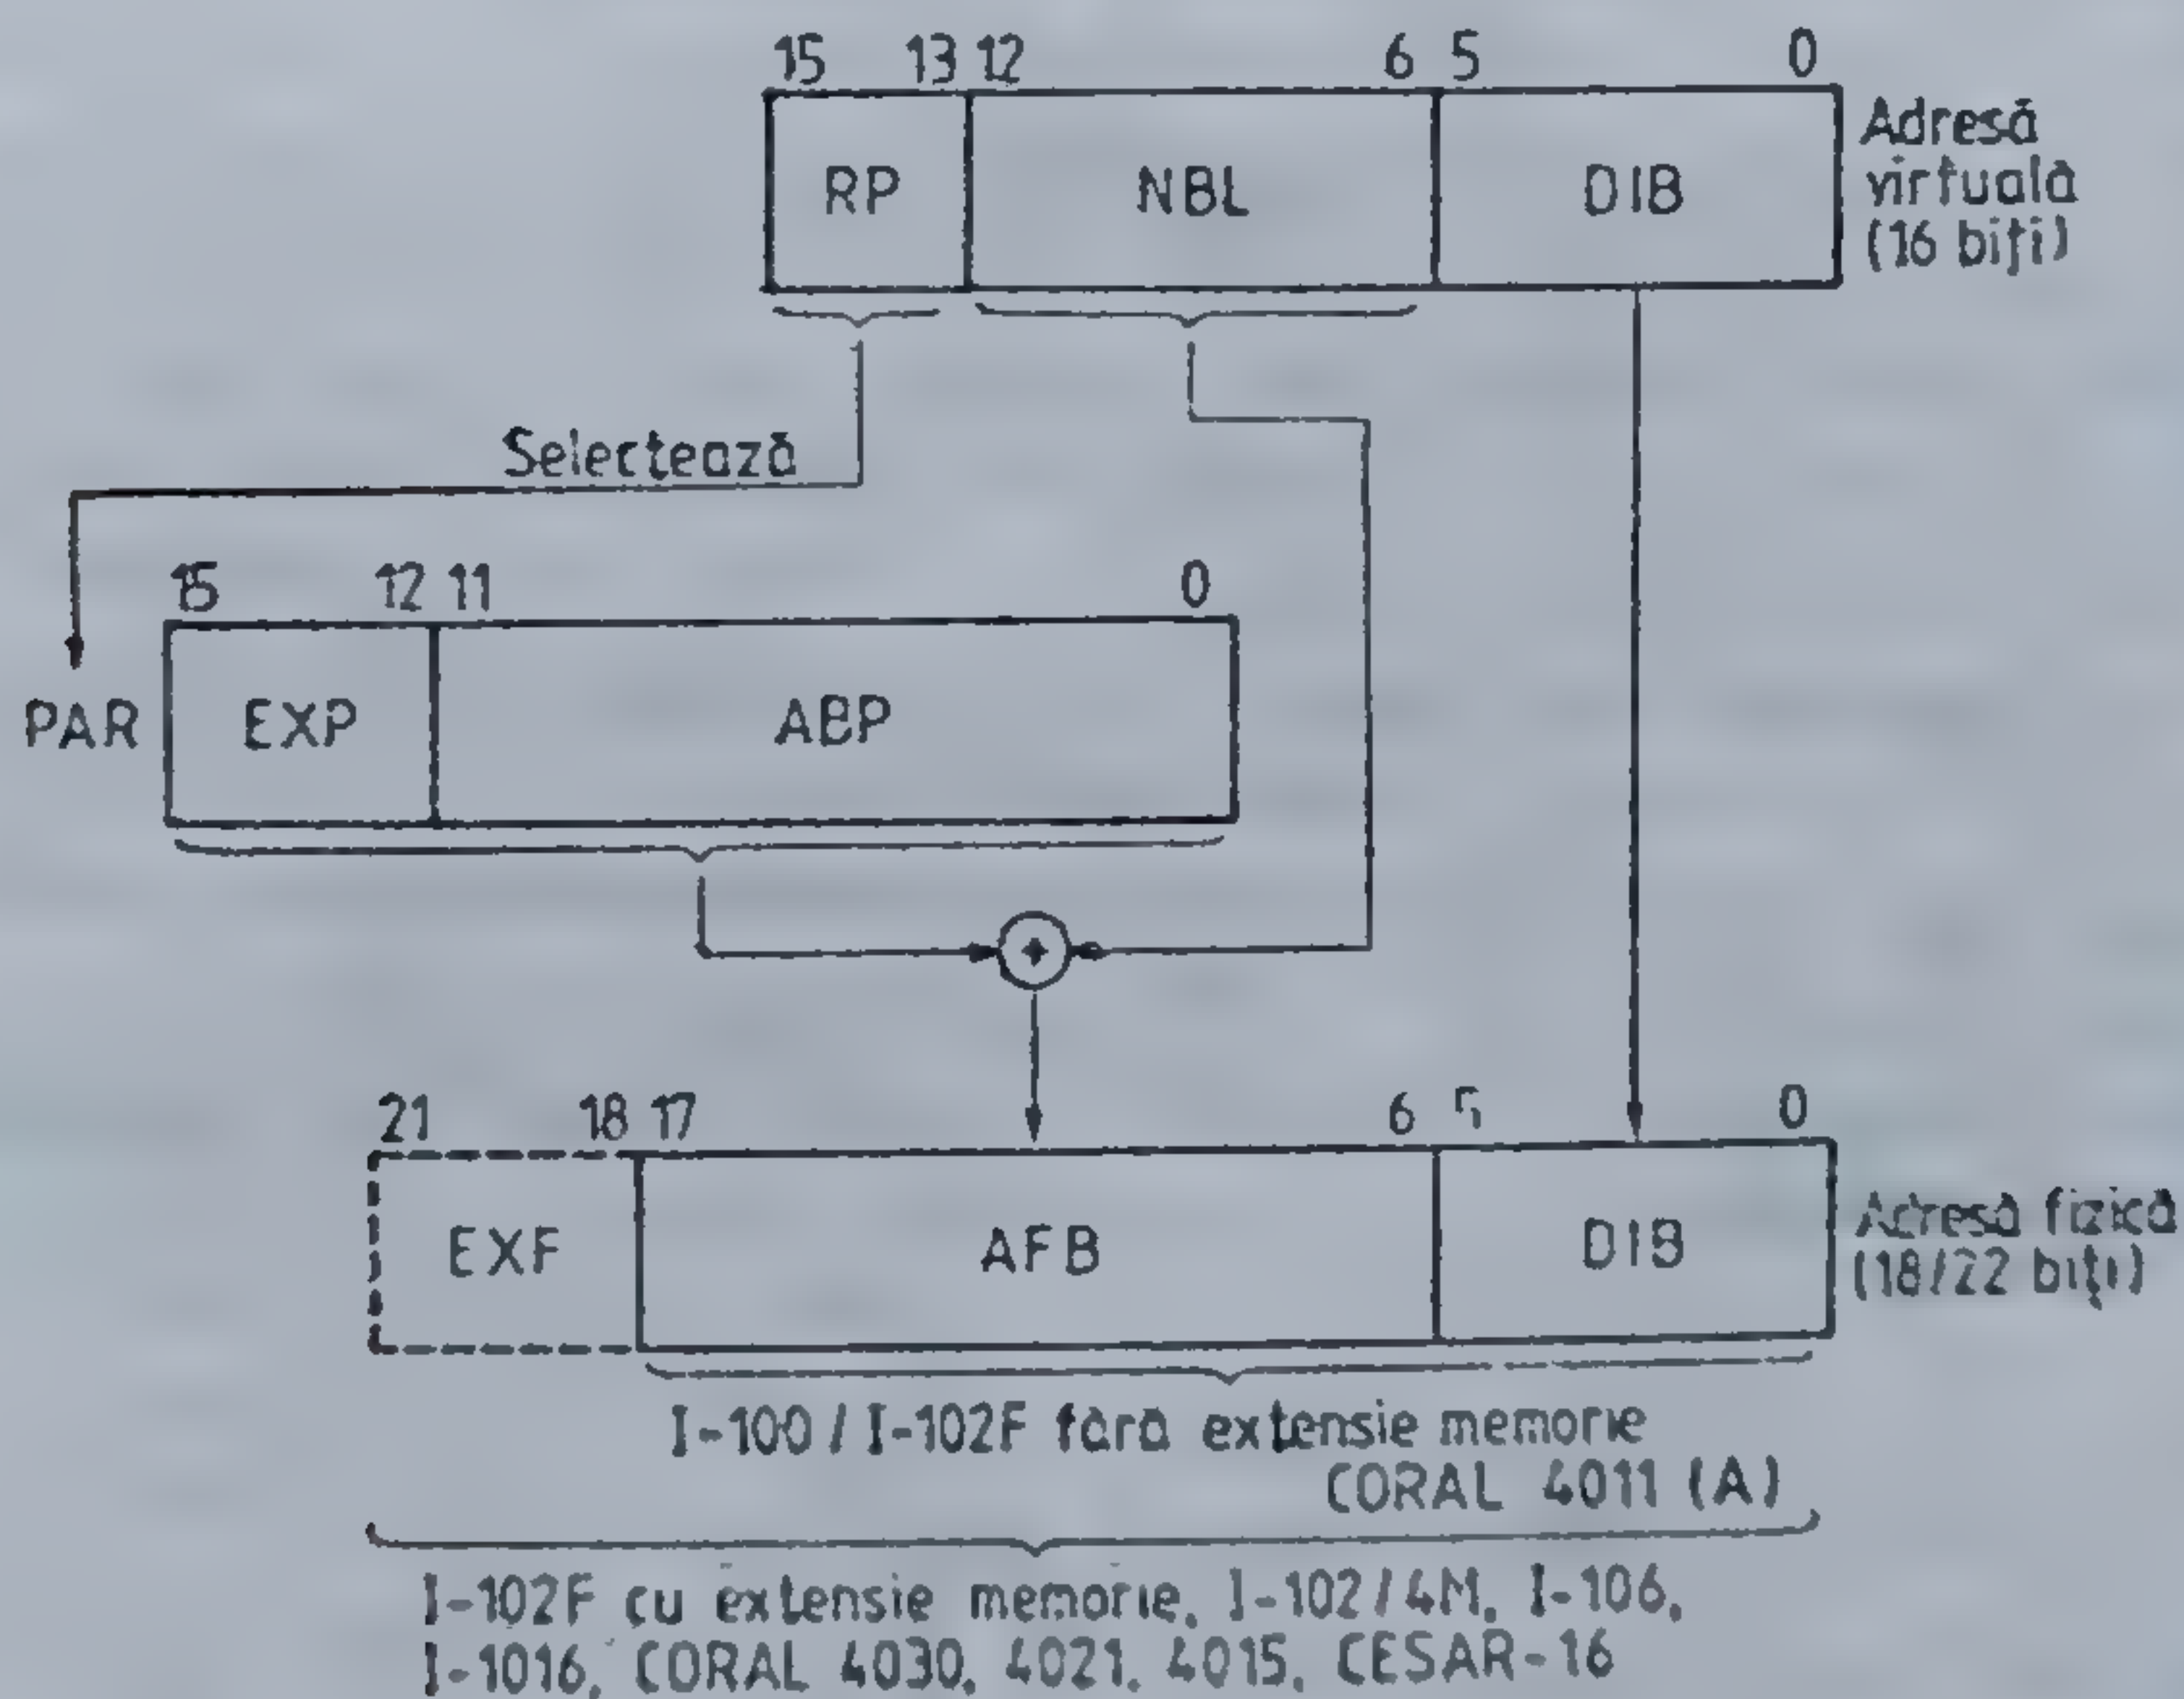 15 13 12 6 5 0
RP NBL DIB
Adresă
virtuală
(16 biți)
Selectează
15 12 11 0
PAR EXP ABP
21 18 17 6 5 0
EXF AFB DIB
Adresă fizică
(18/22 biți)
I-100 / I-102F fără extensie memorie
CORAL 4011 (A)
I-102F cu extensie memorie, I-102/4M, I-106,
I-1016, CORAL 4030, 4021, 4015, CESAR-16